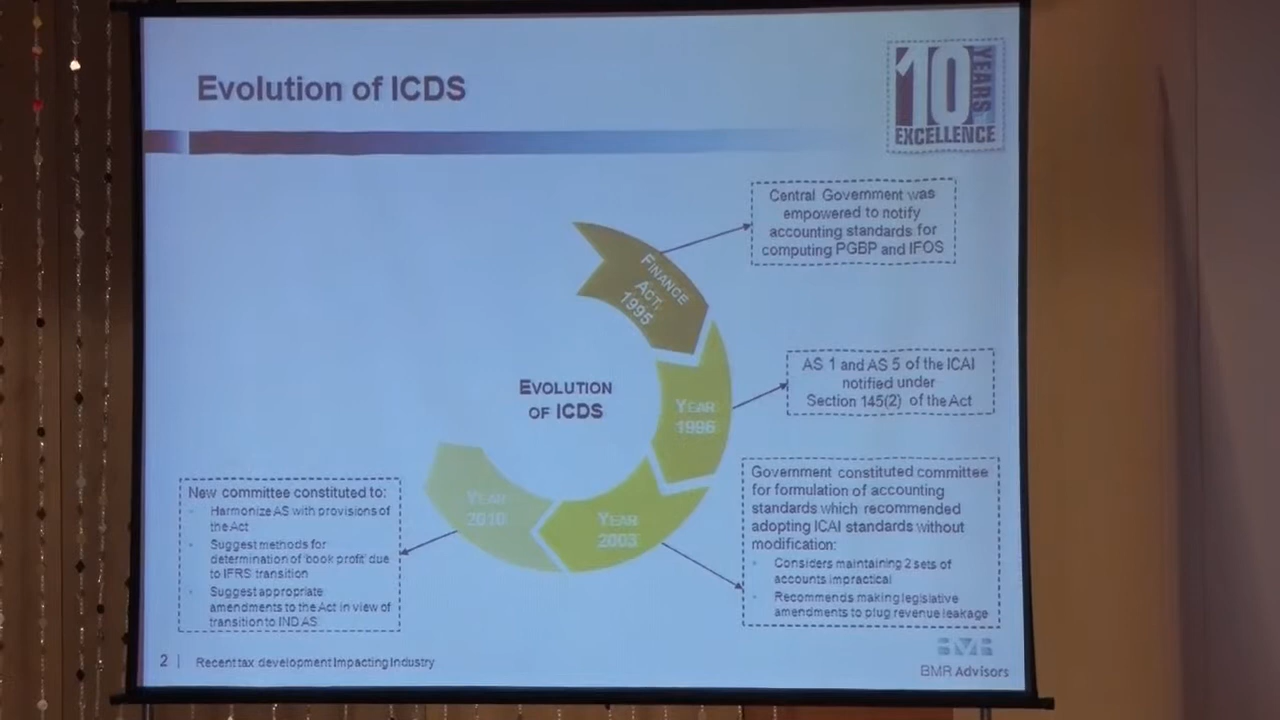 Evolution of ICDS
10
YEARS
EXCELLENCE
Central Government was
empowered to notify
accounting standards for
computing PGBP and IFOS
FINANCE
ACT,
1995
AS 1 and AS 5 of the ICAI
notified under
Section 145(2) of the Act
YEAR
1996
EVOLUTION
OF ICDS
Government constituted committee
for formulation of accounting
standards which recommended
adopting ICAI standards without
modification:
Considers maintaining 2 sets of
accounts impractical
Recommends making legislative
amendments to plug revenue leakage
YEAR
2003
YEAR
2010
New committee constituted to:
Harmonize AS with provisions of
the Act
Suggest methods for
determination of 'book profit' due
to IFRS transition
Suggest appropriate
amendments to the Act in view of
transition to IND AS
2 | Recent tax development Impacting Industry
BMR
BMR Advisors